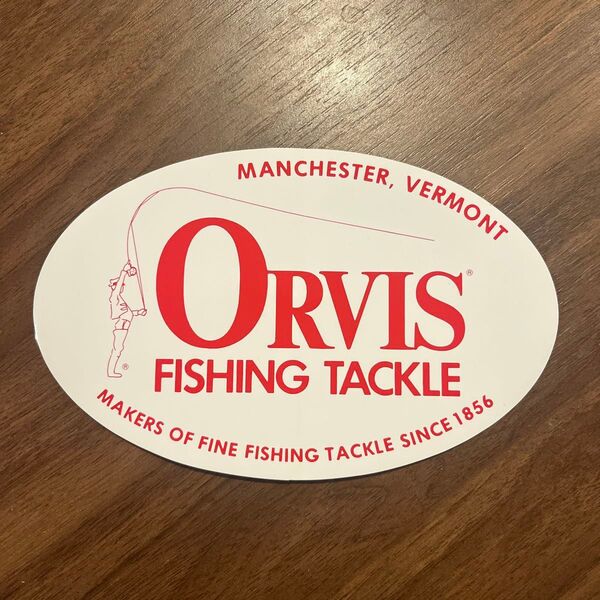 MANCHESTER, VERMONT
ORVIS®
FISHING TACKLE
®
MAKERS OF FINE FISHING TACKLE SINCE 1856